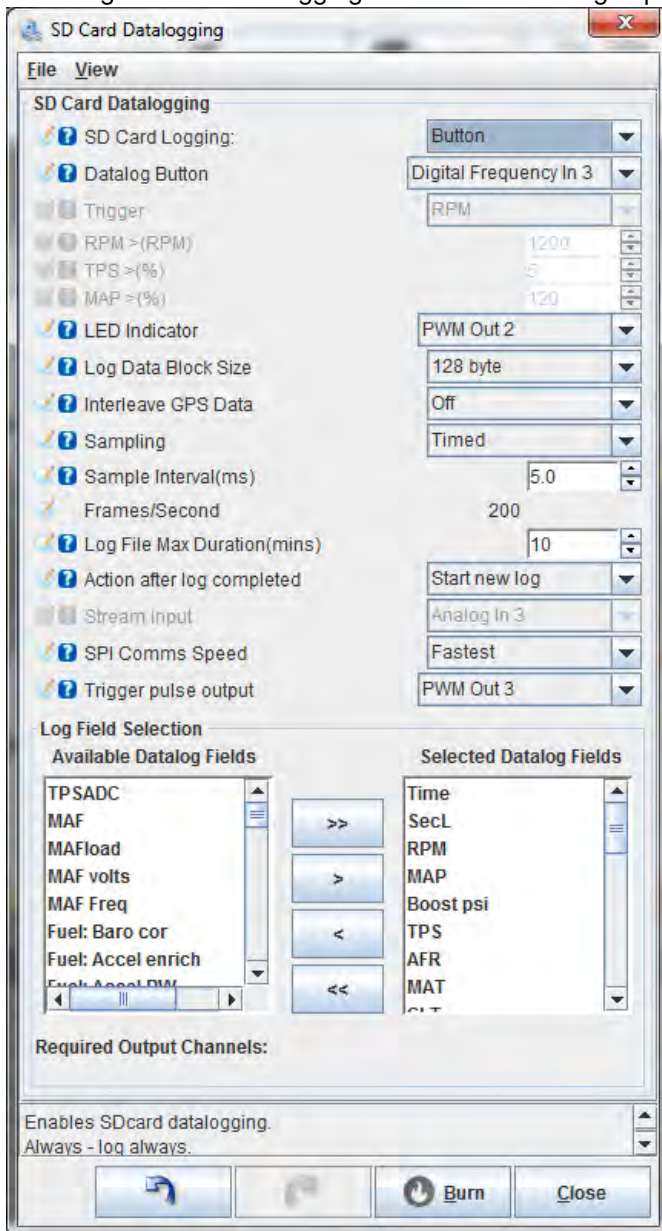 SD Card Datalogging
File View
SD Card Datalogging
SD Card Logging: Button
Datalog Button Digital Frequency In 3
Trigger RPM
RPM >(RPM) 1200
TPS >(%) 5
MAP >(%) 120
LED Indicator PWM Out 2
Log Data Block Size 128 byte
Interleave GPS Data Off
Sampling Timed
Sample Interval(ms) 5.0
Frames/Second 200
Log File Max Duration(mins) 10
Action after log completed Start new log
Stream input Analog In 3
SPI Comms Speed Fastest
Trigger pulse output PWM Out 3
Log Field Selection
Available Datalog Fields Selected Datalog Fields
TPSADC Time
MAF SecL
MAFload >> RPM
MAF volts > MAP
MAF Freq Boost psi
Fuel: Baro cor < TPS
Fuel: Accel enrich AFR
Fuel: Accel PW << MAT
CLT
Required Output Channels:
Enables SDcard datalogging.
Always - log always.
Burn Close